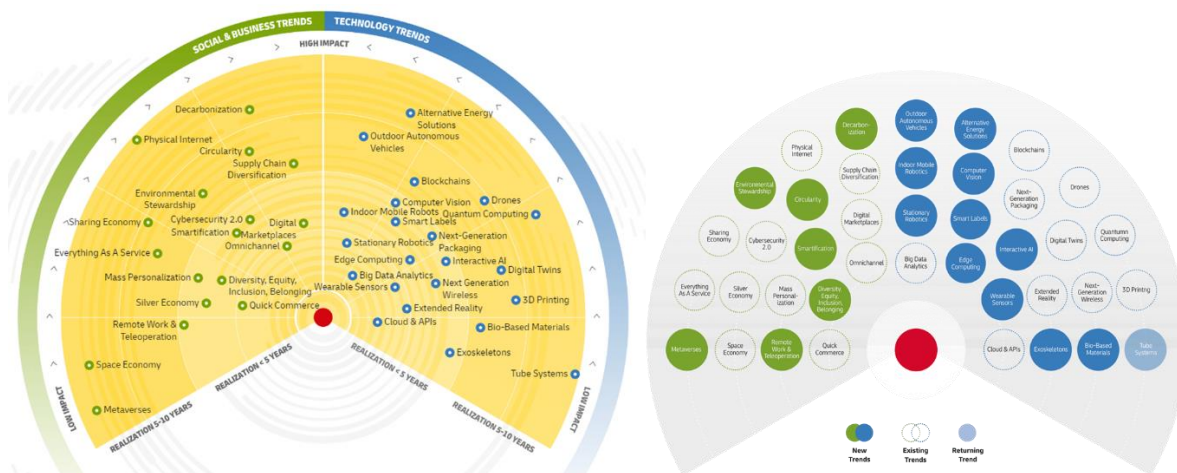 SOCIAL & BUSINESS TRENDS
TECHNOLOGY TRENDS
HIGH IMPACT
Decarbonization
Physical Internet
Circularity
Supply Chain
Diversification
Environmental
Stewardship
Sharing Economy
Cybersecurity 2.0
Smartification
Digital
Marketplaces
Omnichannel
Everything As A Service
Mass Personalization
Diversity, Equity,
Inclusion, Belonging
Silver Economy
Quick Commerce
Remote Work &
Teleoperation
Space Economy
Metaverses
LOW IMPACT
REALIZATION 5-10 YEARS
REALIZATION < 5 YEARS
Alternative Energy
Solutions
Outdoor Autonomous
Vehicles
Blockchains
Computer Vision
Drones
Indoor Mobile Robots
Quantum Computing
Smart Labels
Stationary Robotics
Next-Generation
Packaging
Edge Computing
Interactive AI
Digital Twins
Big Data Analytics
Wearable Sensors
Next Generation
Wireless
3D Printing
Extended Reality
Cloud & APIs
Bio-Based Materials
Exoskeletons
Tube Systems
REALIZATION < 5 YEARS
REALIZATION 5-10 YEARS
LOW IMPACT
Outdoor
Autonomous
Vehicles
Decarbon-
ization
Alternative
Energy
Solutions
Physical
Internet
Blockchains
Supply Chain
Diversification
Indoor Mobile
Robotics
Computer
Vision
Environmental
Stewardship
Circularity
Next-
Generation
Packaging
Drones
Digital
Marketplaces
Stationary
Robotics
Smart Labels
Sharing
Economy
Cybersecurity
2.0
Smartification
Interactive AI
Digital Twins
Quantumn
Computing
Omnichannel
Big Data
Analytics
Edge
Computing
Everything
As A Service
Silver
Economy
Mass
Personal-
ization
Diversity,
Equity,
Inclusion,
Belonging
Wearable
Sensors
Extended
Reality
Next-
Generation
Wireless
3D Printing
Metaverses
Space
Economy
Remote
Work &
Teleoperation
Quick
Commerce
Cloud & APIs
Exoskeletons
Bio-Based
Materials
Tube
Systems
New
Trends
Existing
Trends
Returning
Trend